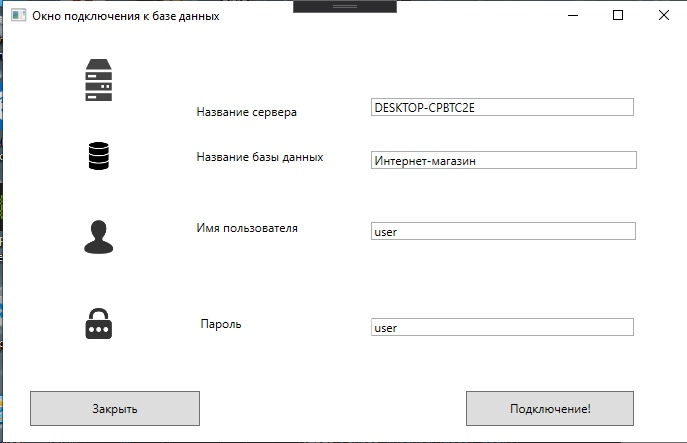 Окно подключения к базе данных
Название сервера
DESKTOP-CPBTC2E
Название базы данных
Интернет-магазин
Имя пользователя
user
Пароль
user
Закрыть
Подключение!